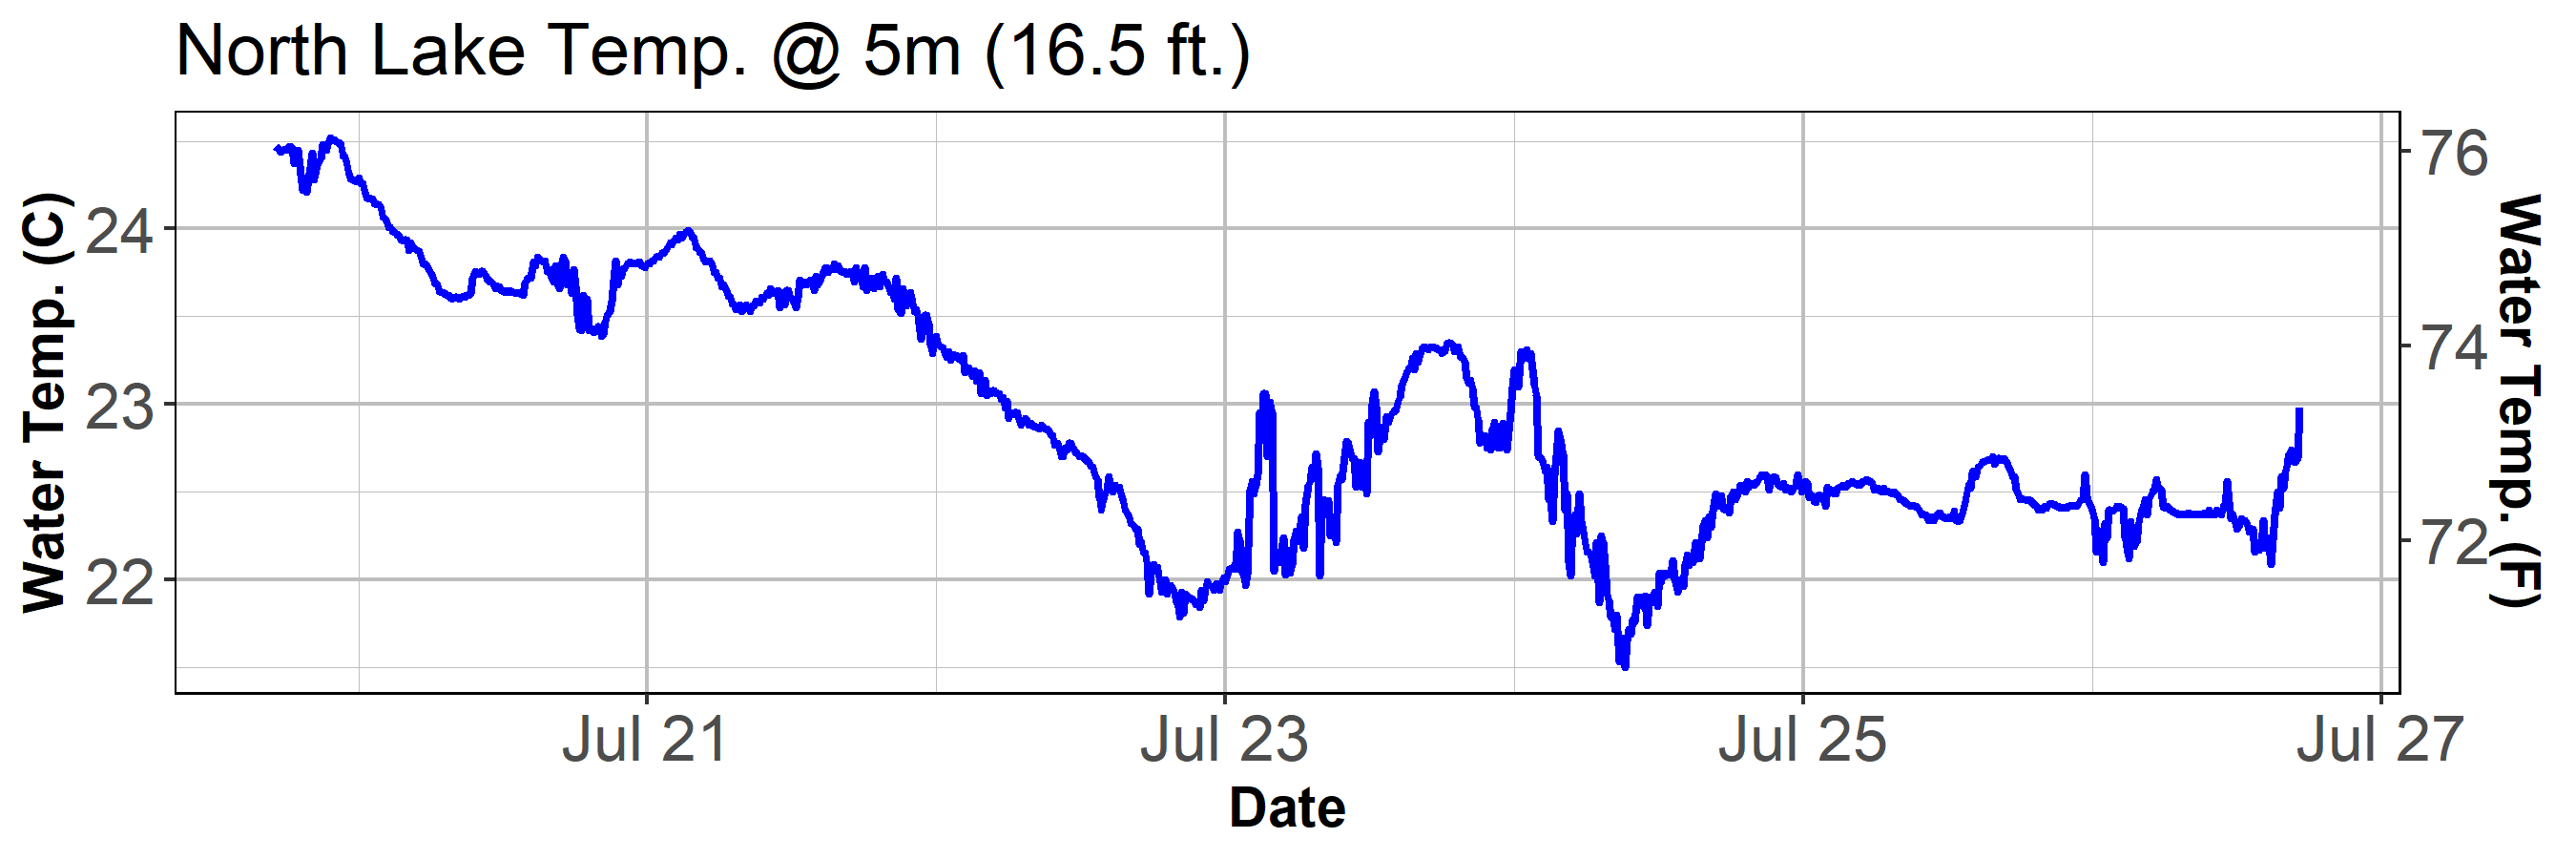 North Lake Temp. @ 5m (16.5 ft.)
Water Temp. (C)
24
23
22
76
74
72
Water Temp. (F)
Jul 21
Jul 23
Jul 25
Jul 27
Date